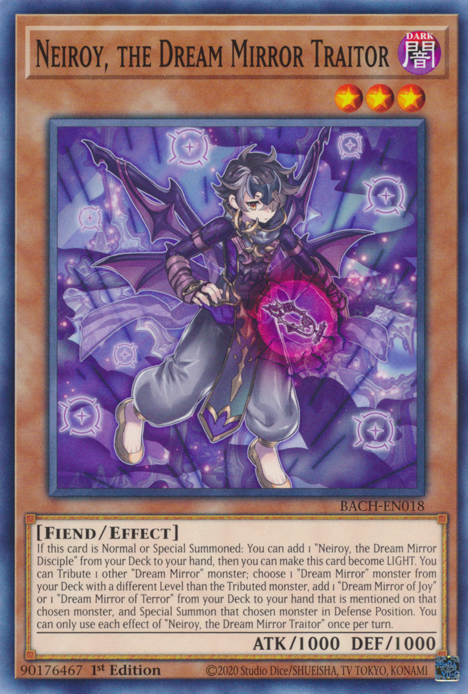 NEIROY, THE DREAM MIRROR TRAITOR
DARK
闇
BACH-EN018
[FIEND/EFFECT]
If this card is Normal or Special Summoned: You can add 1 "Neiroy, the Dream Mirror
Disciple" from your Deck to your hand, then you can make this card become LIGHT. You
can Tribute 1 other "Dream Mirror" monster; choose 1 "Dream Mirror" monster from
your Deck with a different Level than the Tributed monster, add 1 "Dream Mirror of Joy"
or 1 "Dream Mirror of Terror" from your Deck to your hand that is mentioned on that
chosen monster, and Special Summon that chosen monster in Defense Position. You
can only use each effect of "Neiroy, the Dream Mirror Traitor" once per turn.
ATK/1000 DEF/1000
90176467 1st Edition ©2020 Studio Dice/SHUEISHA, TV TOKYO, KONAMI